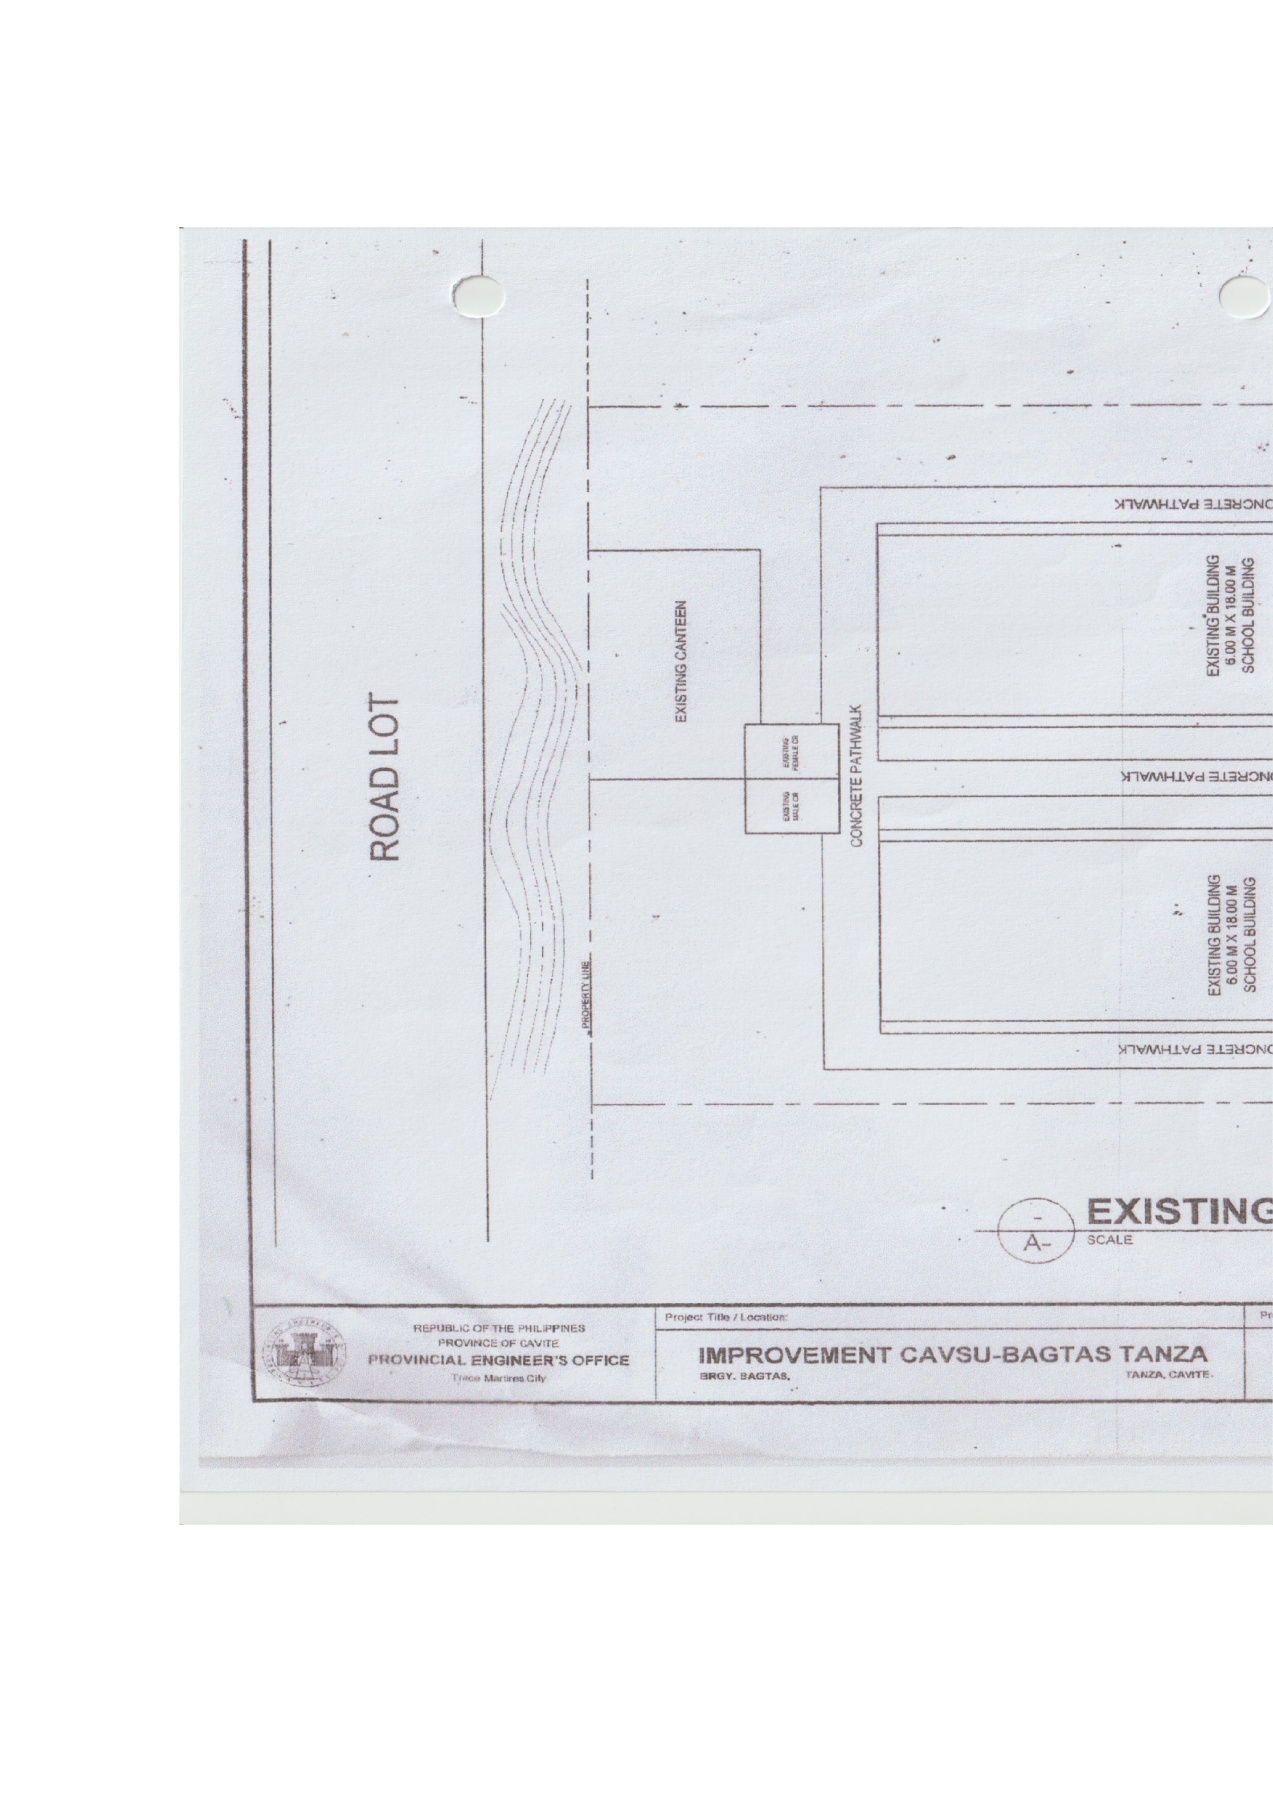 CONCRETE PATHWALK
EXISTING BUILDING
6.00 M X 18.00 M
SCHOOL BUILDING
EXISTING CANTEEN
ROAD LOT
EXISTING
FEMALE CR
EXISTING
MALE CR
CONCRETE PATHWALK
NCRETE PATHWALK
EXISTING BUILDING
6.00 M X 18.00 M
SCHOOL BUILDING
PROPERTY LINE
ONCRETE PATHWALK
-
A-
EXISTING
SCALE
REPUBLIC OF THE PHILIPPINES
PROVINCE OF CAVITE
PROVINCIAL ENGINEER'S OFFICE
Trece Martires City
Project Title / Location:
IMPROVEMENT CAVSU-BAGTAS TANZA
BRGY. BAGTAS,
TANZA, CAVITE.